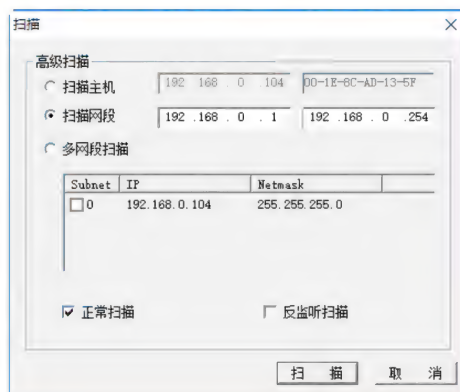 扫描
高级扫描
扫描主机 192 168 . 0 .104 00-1E-8C-AD-13-5F
扫描网段 192 .168 . 0 . 1 192 .168 . 0 .254
多网段扫描
Subnet IP Netmask
0 192.168.0.104 255.255.255.0
正常扫描 反监听扫描
扫 描 取 消